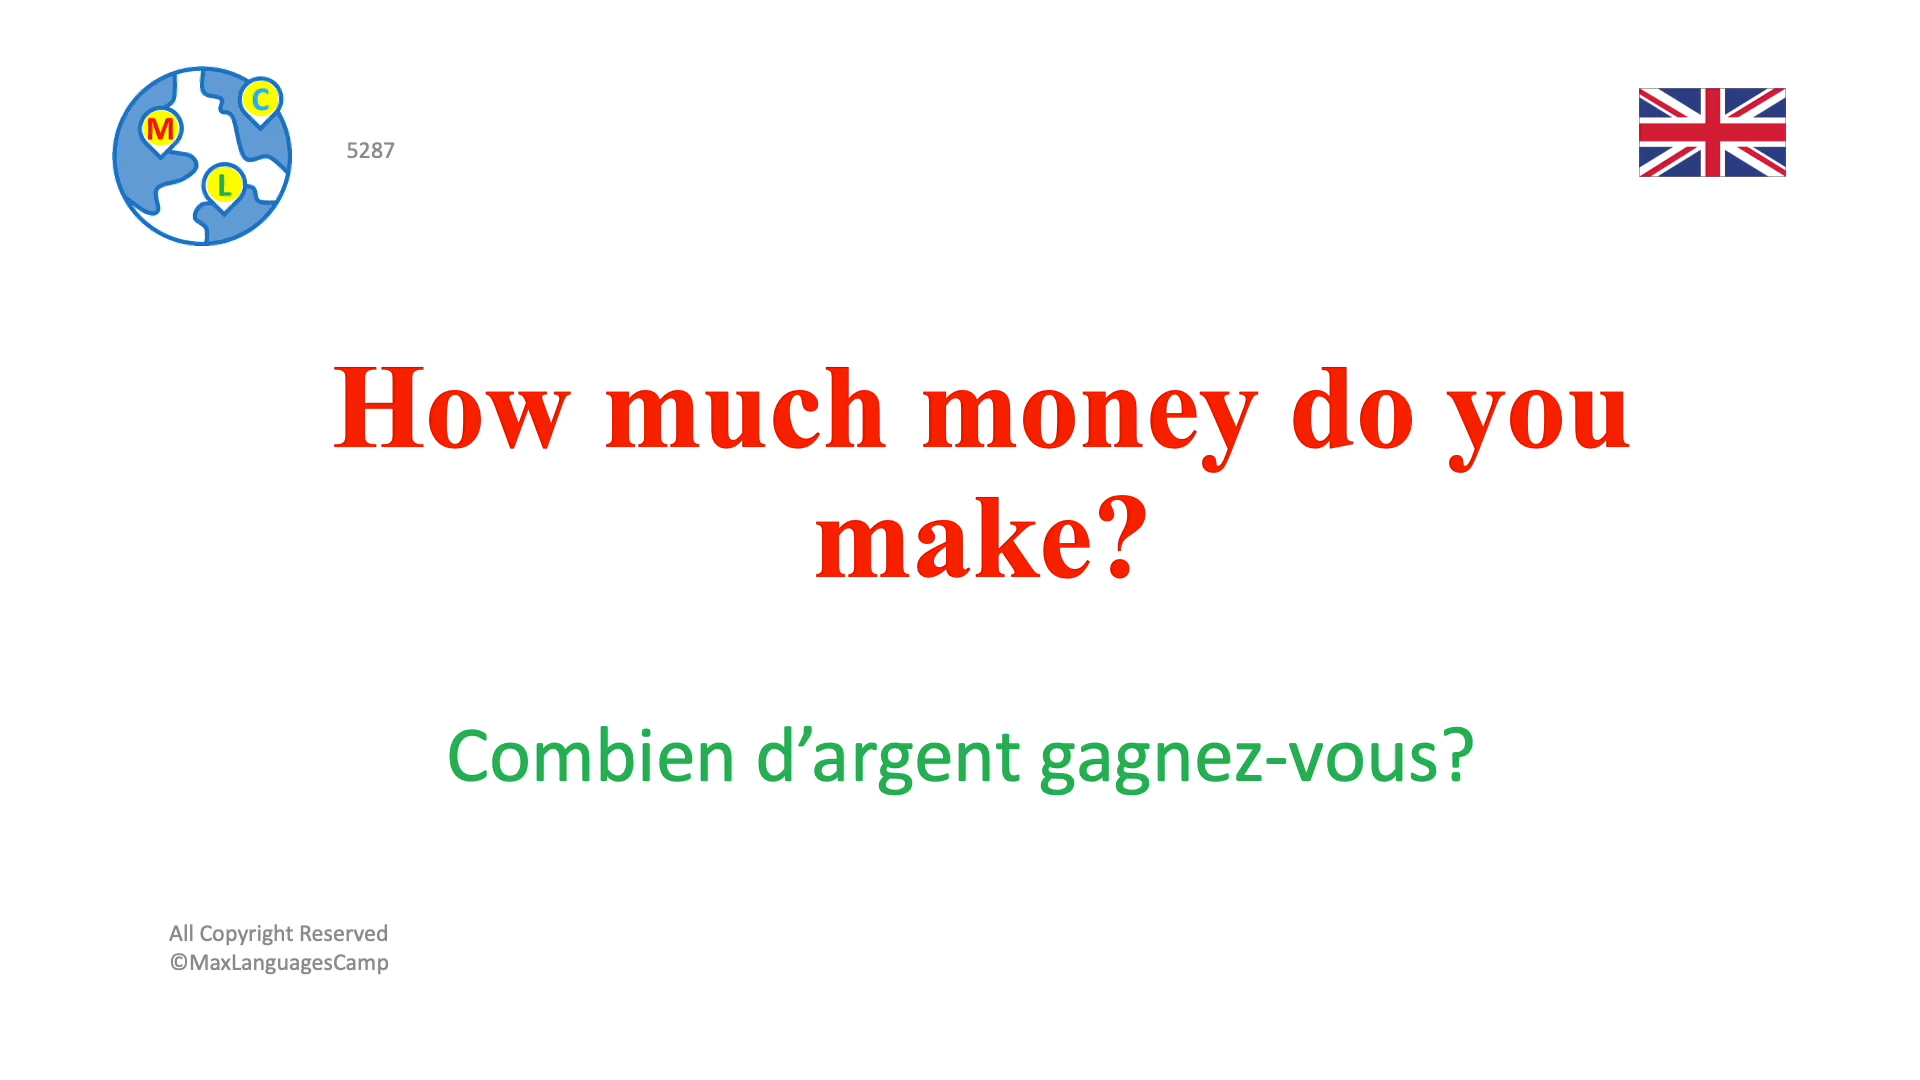 C
M
5287
L
How much money do you
make?
Combien d’argent gagnez-vous?
All Copyright Reserved
©MaxLanguagesCamp